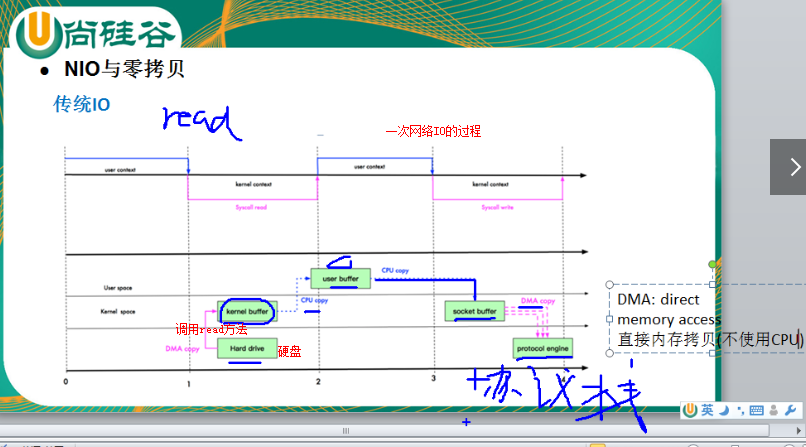 尚硅谷
• NIO与零拷贝
传统IO
read
一次网络IO的过程
user context
user context
kernel context
kernel context
Syscall read
Syscall write
CPU copy
user buffer
User space
CPU copy
DMA copy
Kernel space
kernel buffer
socket buffer
调用read方法
DMA copy
Hard drive
硬盘
protocol engine
0
1
2
3
4
协议栈
DMA: direct
memory access
直接内存拷贝(不使用CPU)
英